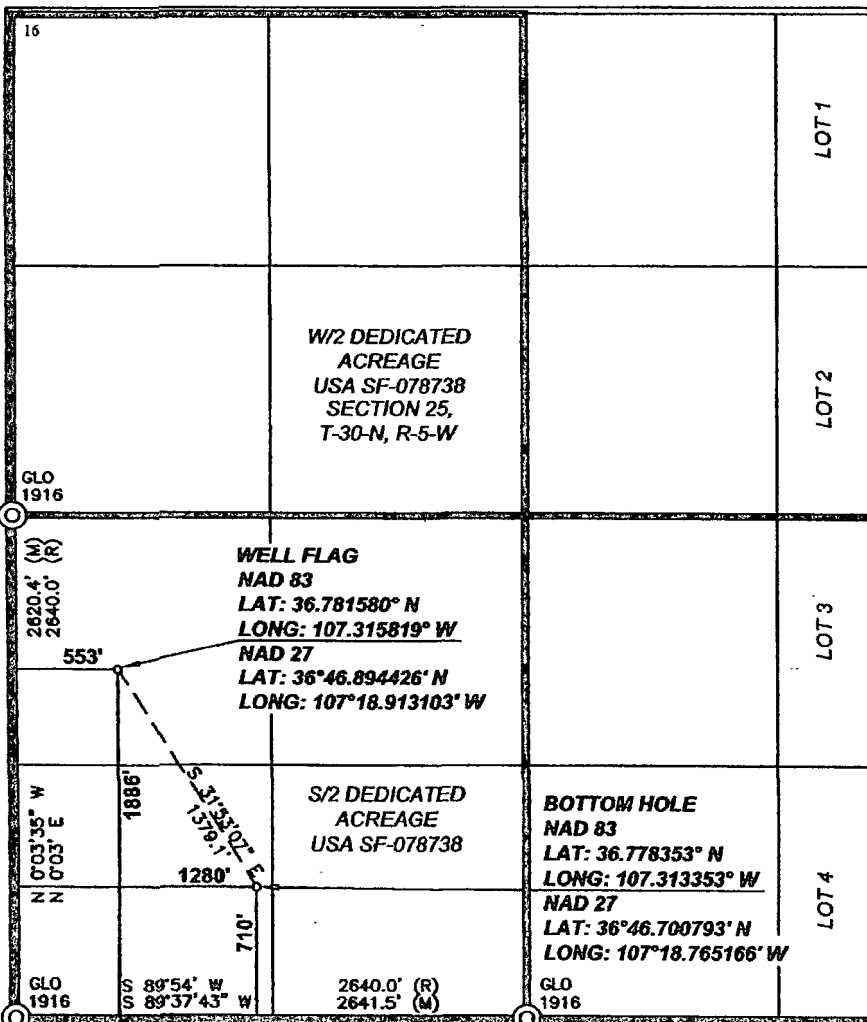 16
LOT 1
W/2 DEDICATED
ACREAGE
USA SF-078738
SECTION 25,
T-30-N, R-5-W
LOT 2
GLO
1916
2620.4' (M)
2640.0' (R)
WELL FLAG
NAD 83
LAT: 36.781580° N
LONG: 107.315819° W
NAD 27
LAT: 36°46.894426' N
LONG: 107°18.913103' W
553'
LOT 3
1886'
S 31°53'07" E
1379.1'
N 0°03'35" W
N 0°03' E
S/2 DEDICATED
ACREAGE
USA SF-078738
BOTTOM HOLE
NAD 83
LAT: 36.778353° N
LONG: 107.313353° W
NAD 27
LAT: 36°46.700793' N
LONG: 107°18.765166' W
1280'
710'
LOT 4
GLO
1916
S 89°54' W
S 89°37'43" W
2640.0' (R)
2641.5' (M)
GLO
1916